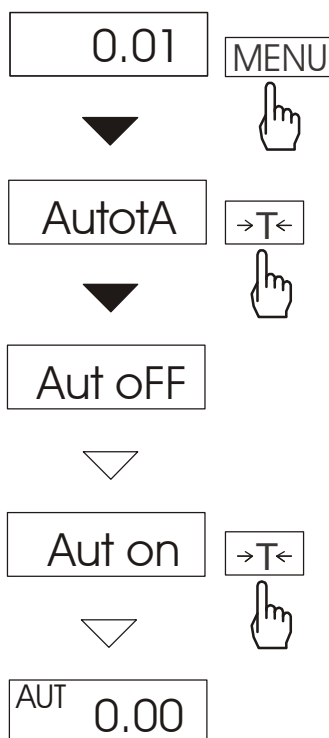 0.01 MENU
AutotA →T←
Aut oFF
Aut on →T←
AUT 0.00